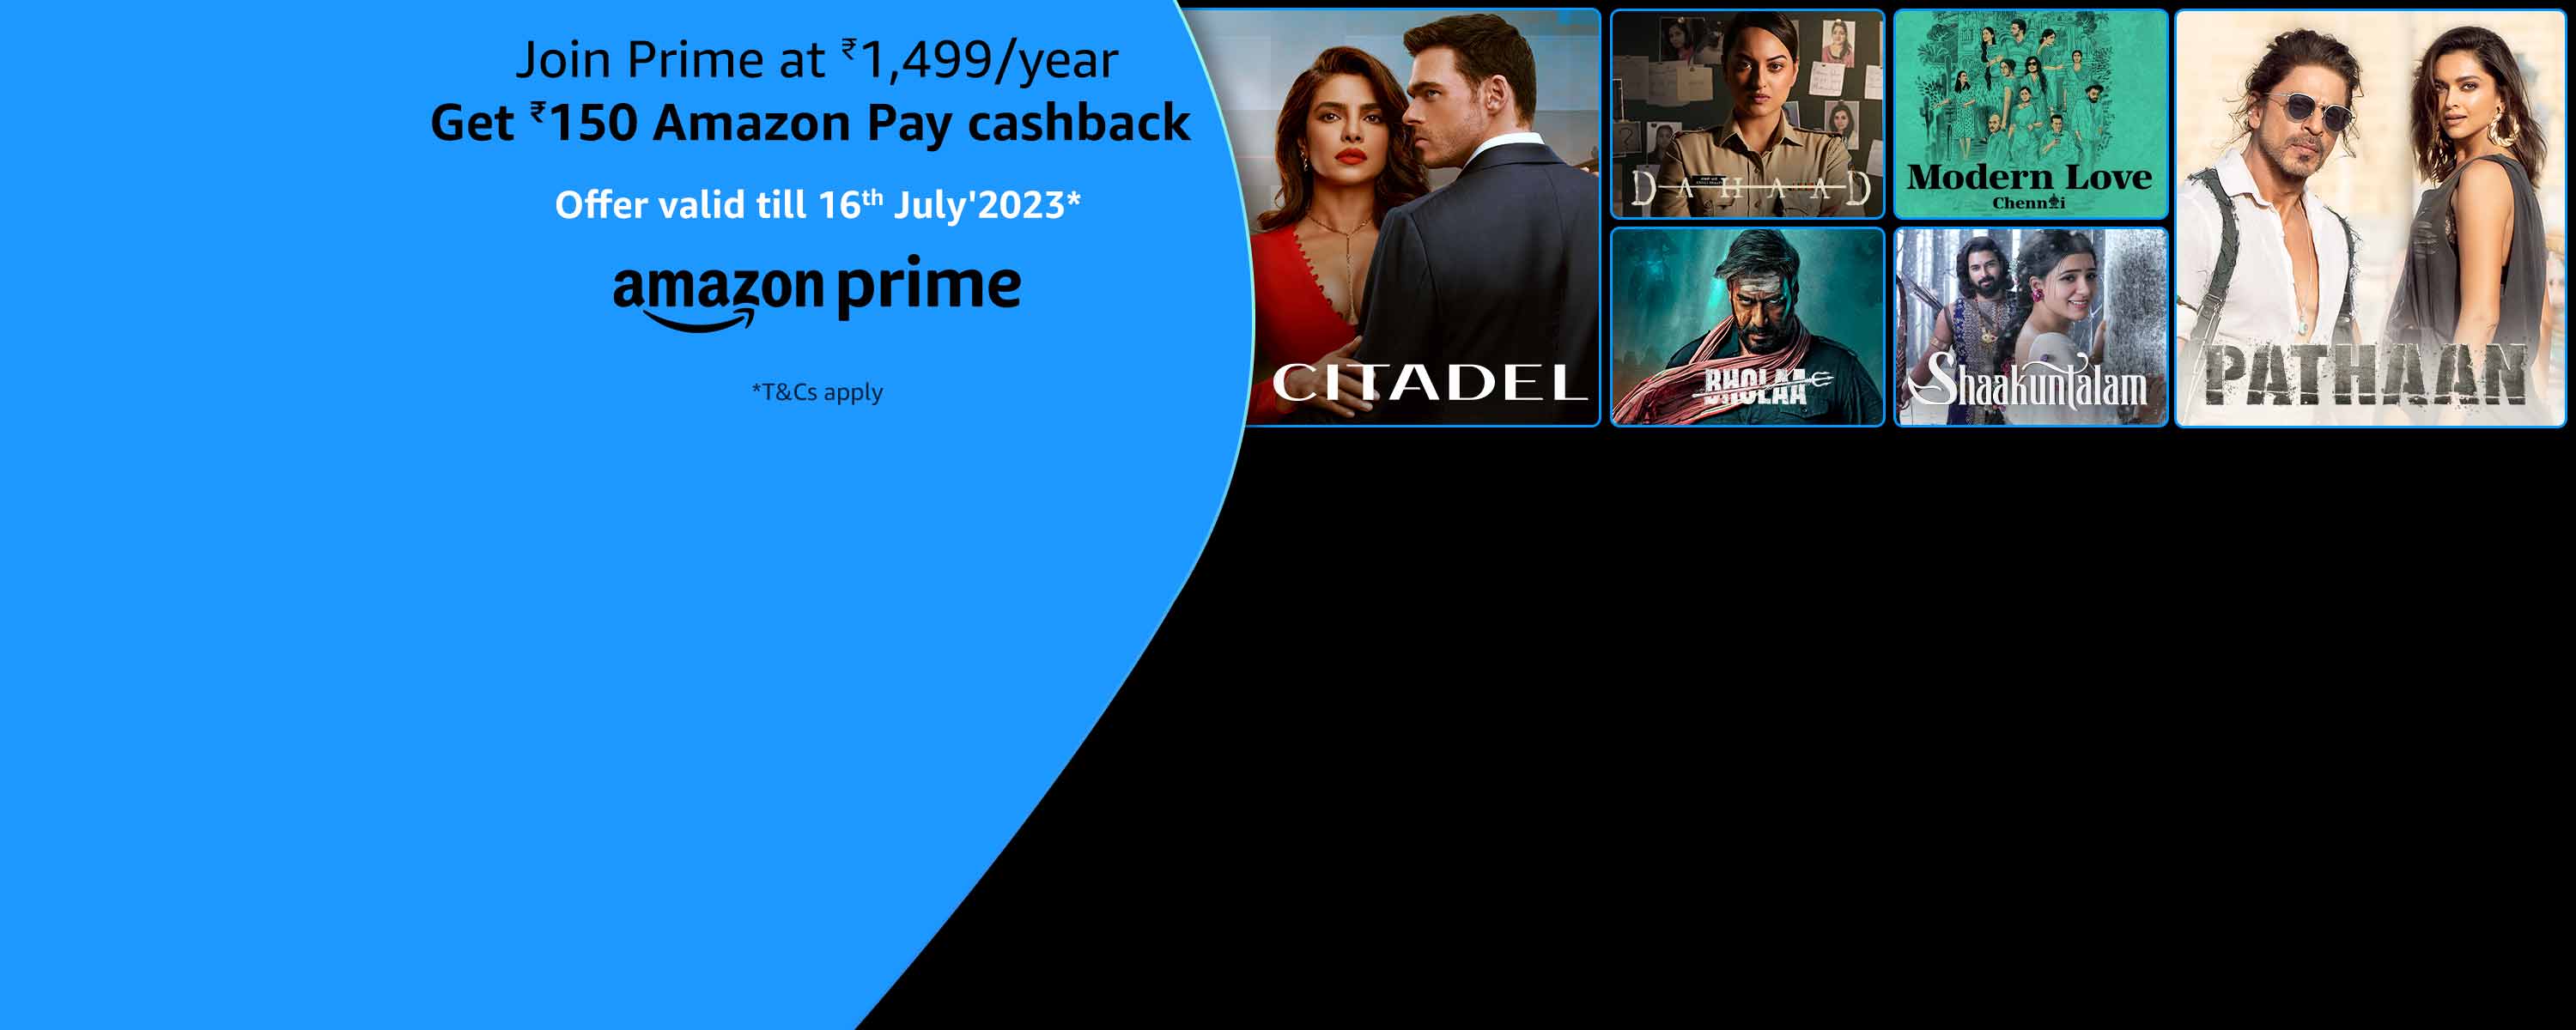 Join Prime at ₹1,499/year
Get ₹150 Amazon Pay cashback
Offer valid till 16th July'2023*
amazon prime
*T&Cs apply
CITADEL
DAHAAD
Modern Love
Chennai
BHOLAA
Shaakuntalam
PATHAAN